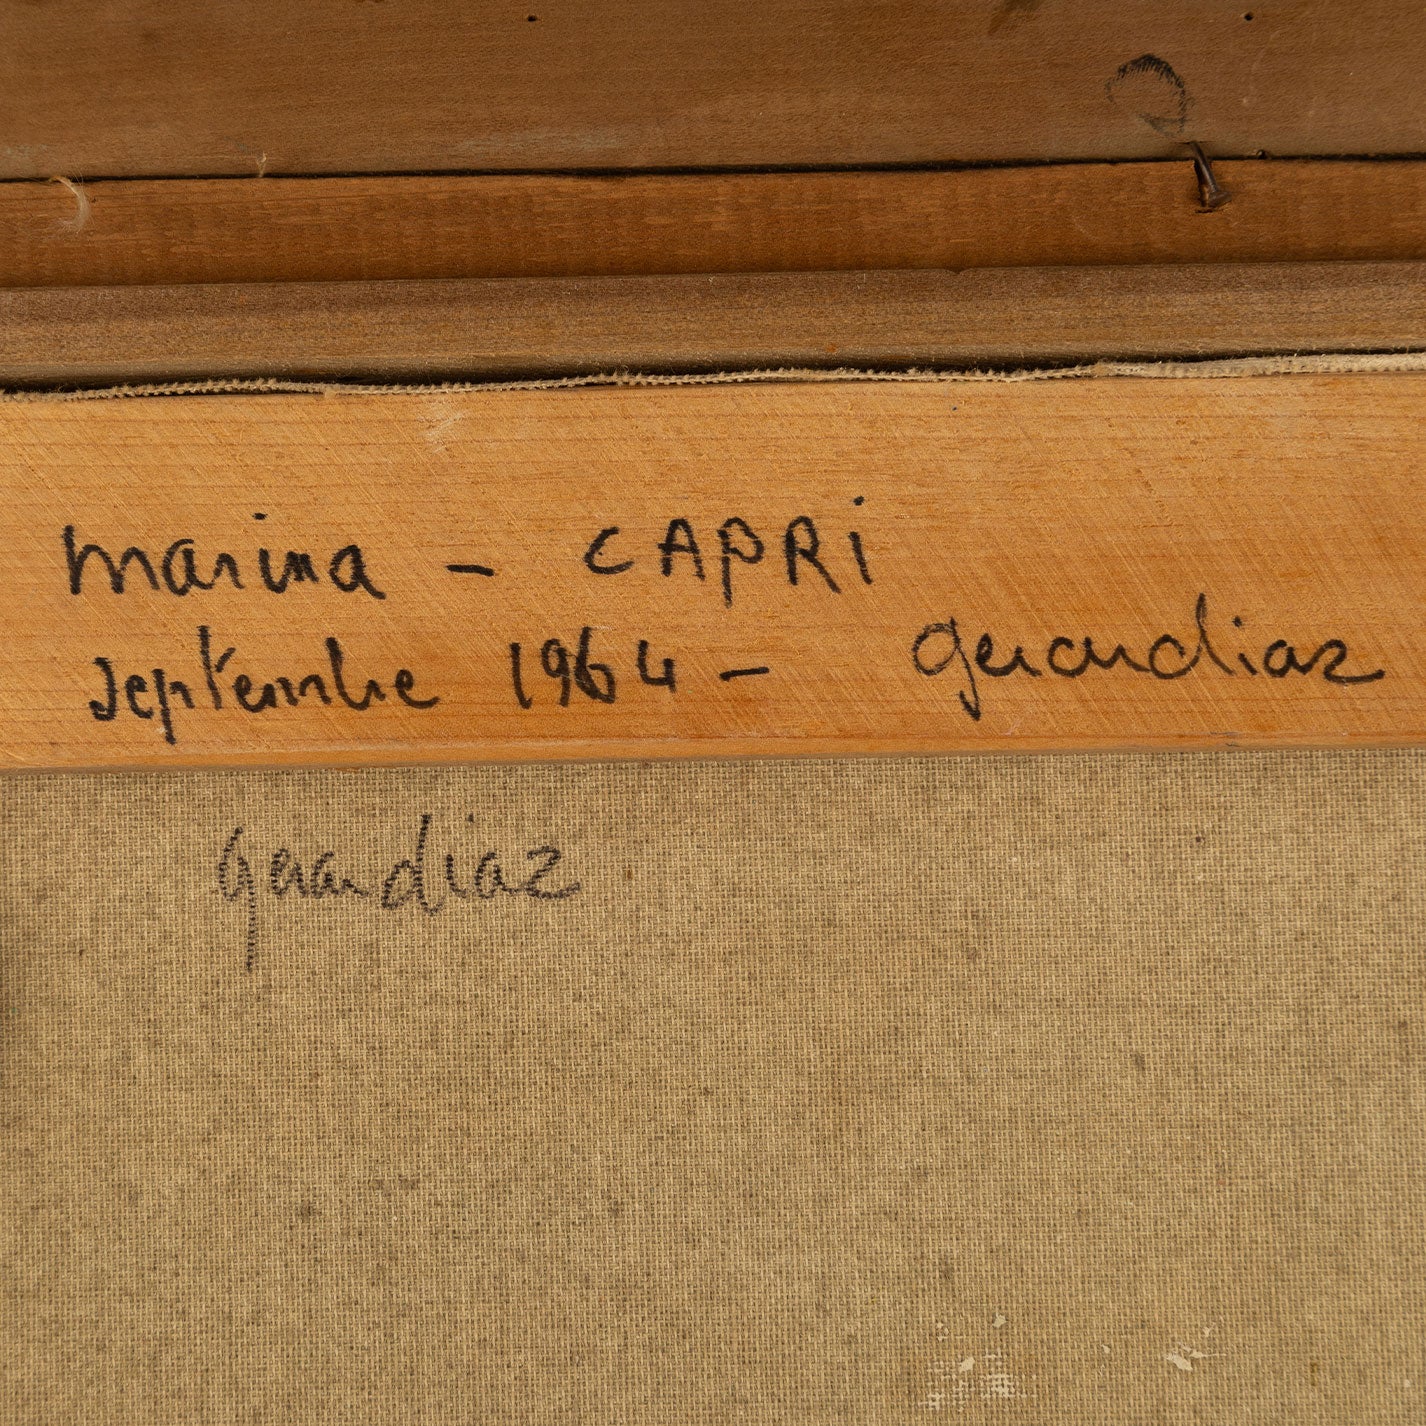 marina - CAPRi
septembre 1964 - gerardiaz
gerardiaz